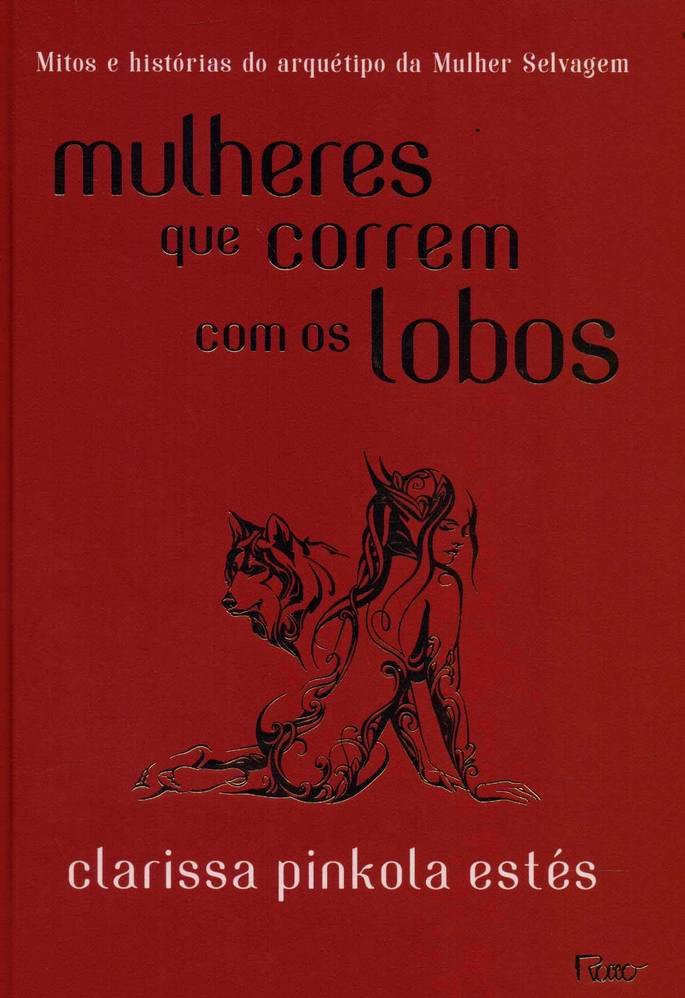 Mitos e histórias do arquétipo da Mulher Selvagem
mulheres
que correm
com os lobos
clarissa pinkola estés
Rocco